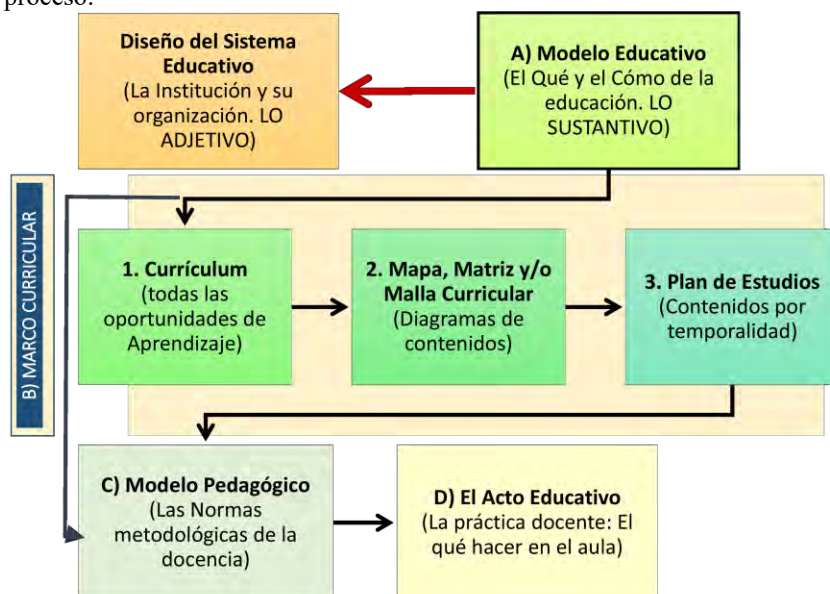 proceso.
Diseño del Sistema
Educativo
(La Institución y su
organización. LO
ADJETIVO)
A) Modelo Educativo
(El Qué y el Cómo de la
educación. LO
SUSTANTIVO)
B) MARCO CURRICULAR
1. Currículum
(todas las
oportunidades de
Aprendizaje)
2. Mapa, Matriz y/o
Malla Curricular
(Diagramas de
contenidos)
3. Plan de Estudios
(Contenidos por
temporalidad)
C) Modelo Pedagógico
(Las Normas
metodológicas de la
docencia)
D) El Acto Educativo
(La práctica docente: El
qué hacer en el aula)